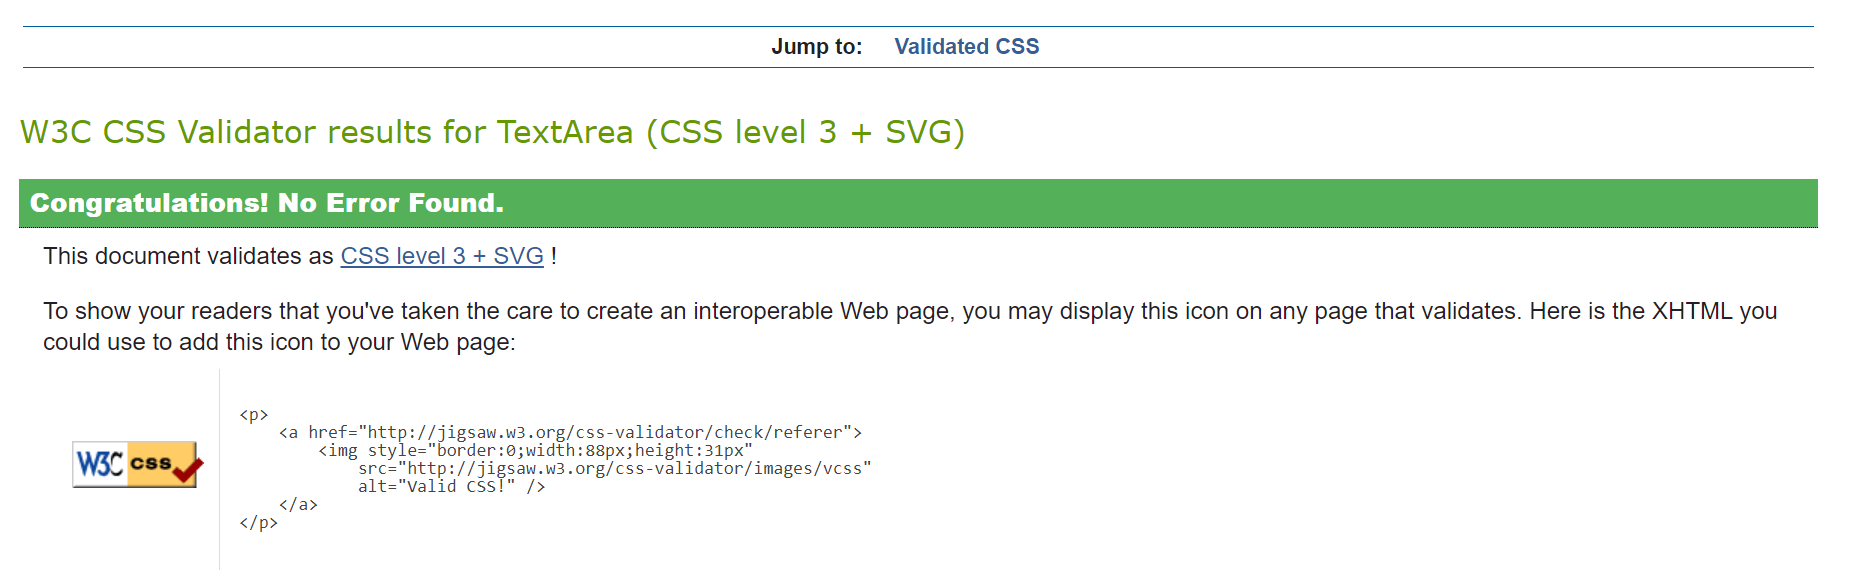 Jump to: Validated CSS
W3C CSS Validator results for TextArea (CSS level 3 + SVG)
Congratulations! No Error Found.
This document validates as CSS level 3 + SVG !
To show your readers that you've taken the care to create an interoperable Web page, you may display this icon on any page that validates. Here is the XHTML you
could use to add this icon to your Web page:
W3C css
<p>
    <a href="http://jigsaw.w3.org/css-validator/check/referer">
        <img style="border:0;width:88px;height:31px"
            src="http://jigsaw.w3.org/css-validator/images/vcss"
            alt="Valid CSS!" />
    </a>
</p>